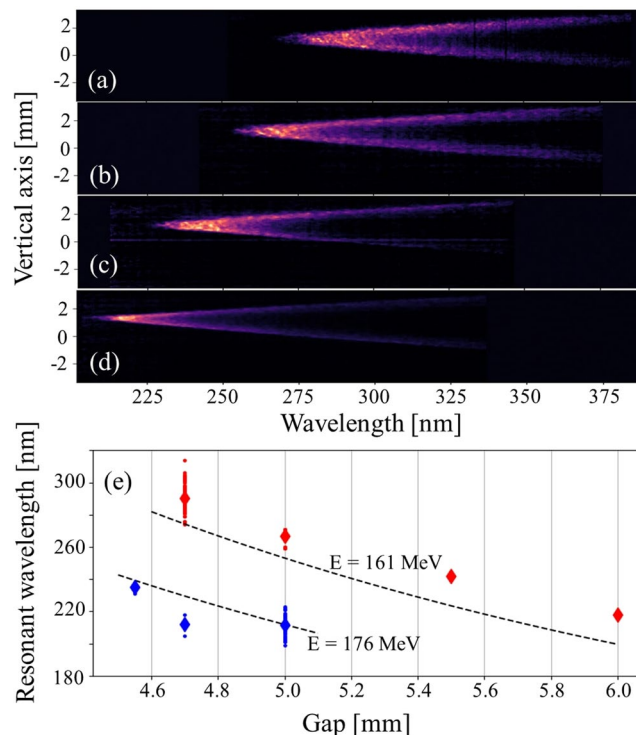 2
0
-2
(a)
2
0
-2
(b)
2
0
-2
(c)
2
0
-2
(d)
Vertical axis [mm]
225 250 275 300 325 350 375
Wavelength [nm]
Resonant wavelength [nm]
300
260
220
180
(e)
E = 161 MeV
E = 176 MeV
4.6 4.8 5.0 5.2 5.4 5.6 5.8 6.0
Gap [mm]